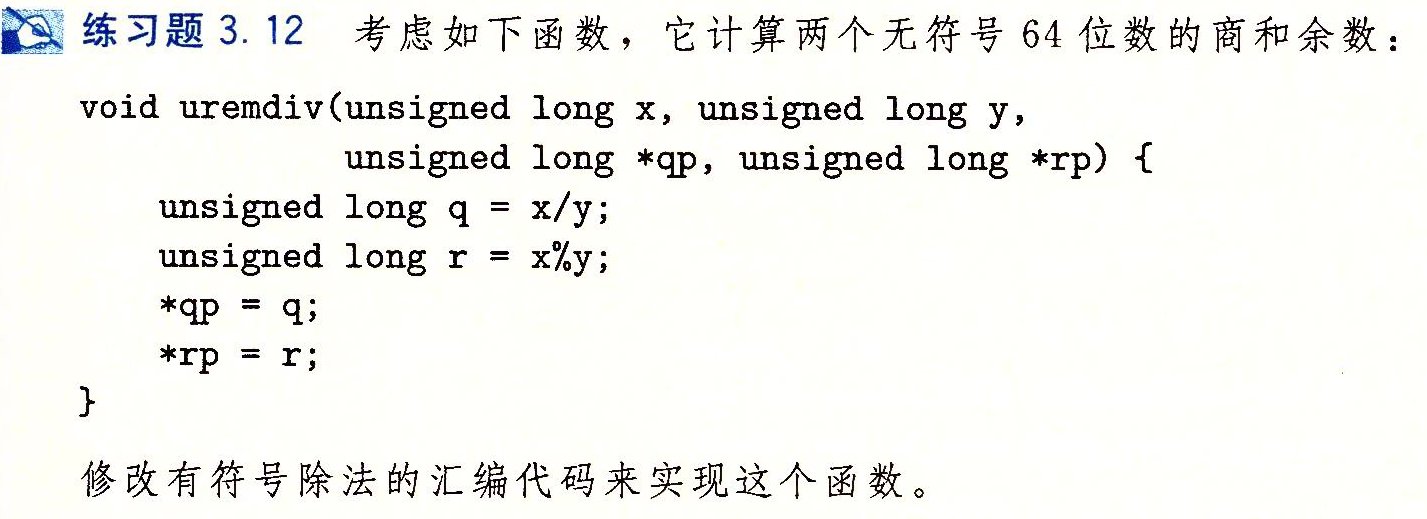 练习题 3.12 考虑如下函数，它计算两个无符号 64 位数的商和余数：
void uremdiv(unsigned long x, unsigned long y,
             unsigned long *qp, unsigned long *rp) {
    unsigned long q = x/y;
    unsigned long r = x%y;
    *qp = q;
    *rp = r;
}
修改有符号除法的汇编代码来实现这个函数。